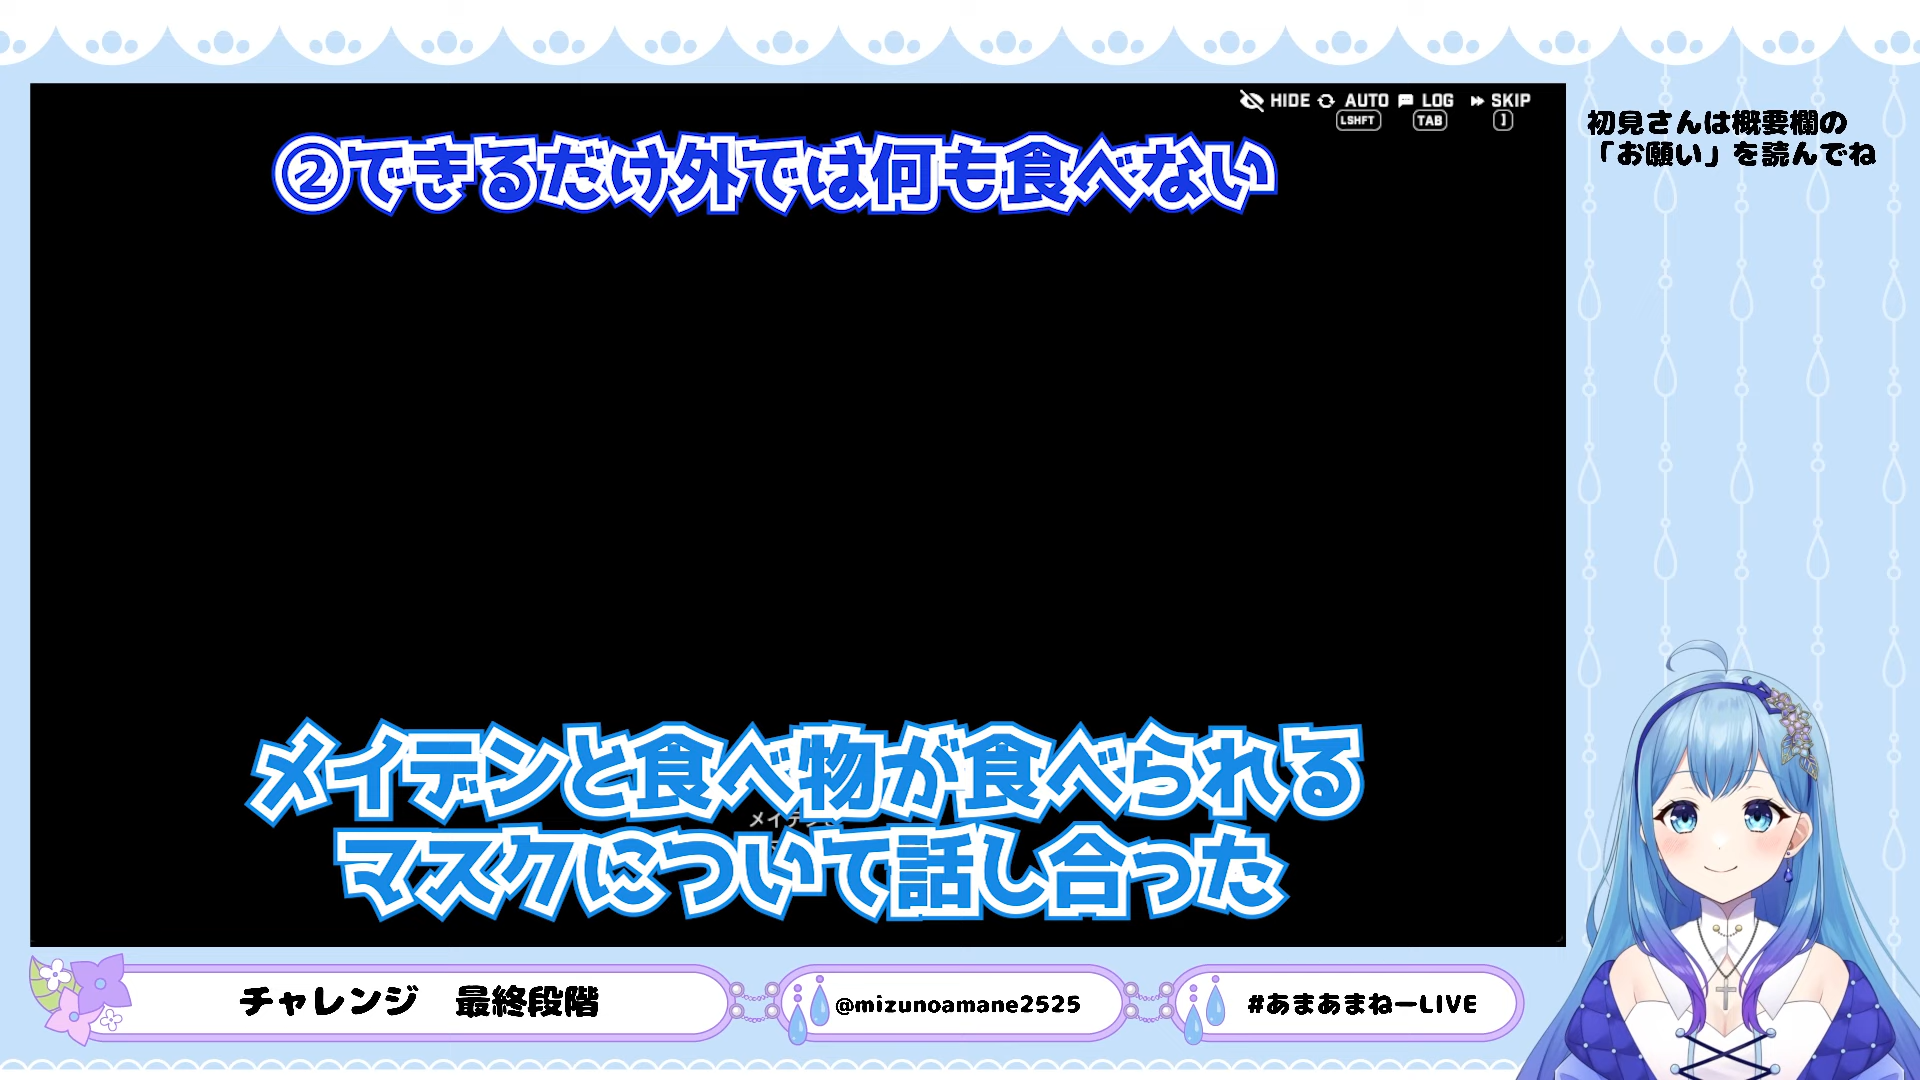 HIDE AUTO LOG SKIP
LSHFT TAB ]
初見さんは概要欄の
「お願い」を読んでね
②できるだけ外では何も食べない
メイデンと食べ物が食べられる
マスクについて話し合った
チャレンジ 最終段階
@mizunoamane2525
#あまあまねーLIVE